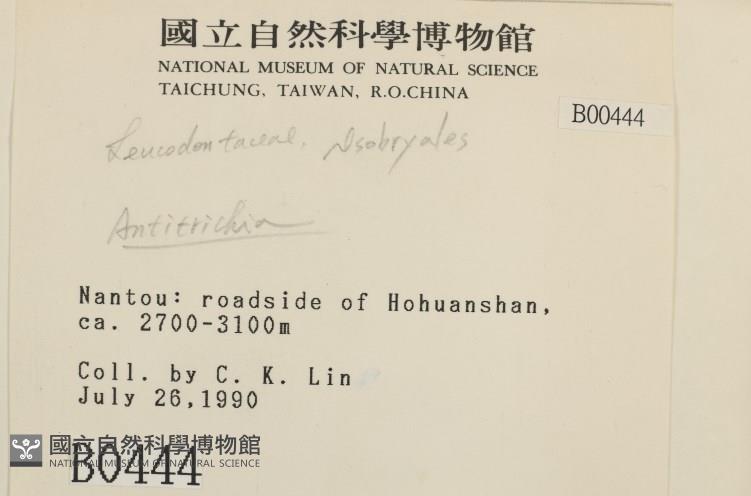 國立自然科學博物館
NATIONAL MUSEUM OF NATURAL SCIENCE
TAICHUNG, TAIWAN, R.O.CHINA
B00444
Leucodontaceae, Isobryales
Antitrichia
Nantou: roadside of Hohuanshan,
ca. 2700-3100m
Coll. by C. K. Lin
July 26,1990
國立自然科學博物館
NATIONAL MUSEUM OF NATURAL SCIENCE
B00444